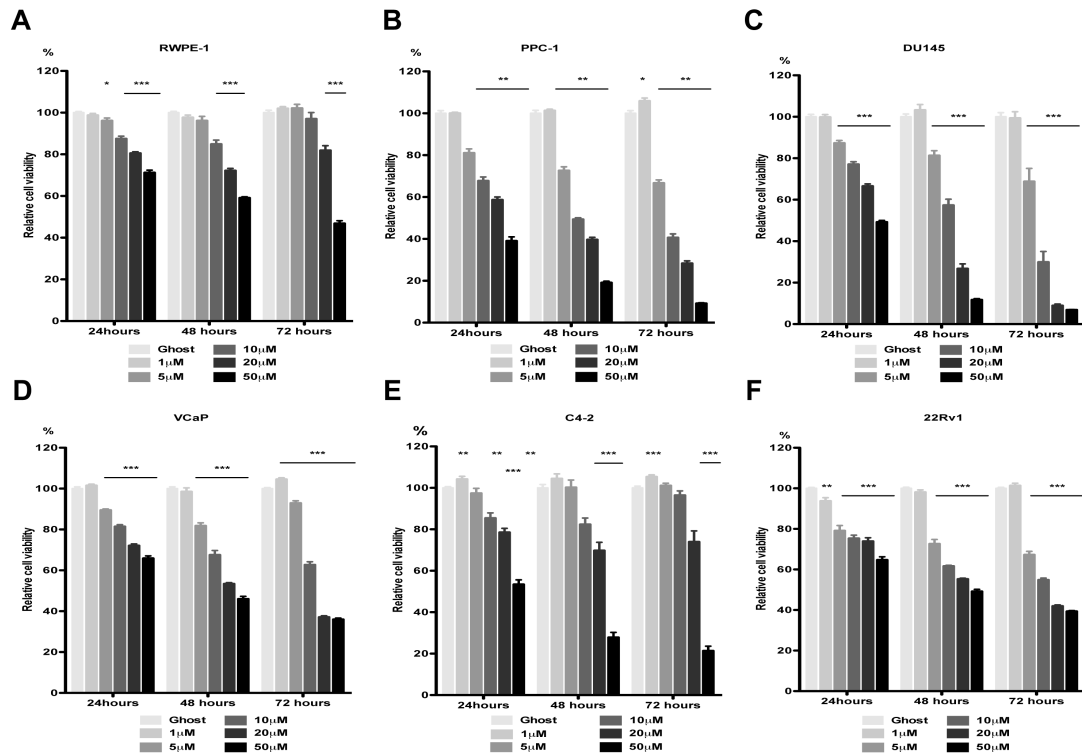 A
RWPE-1
%
Relative cell viability
120
100
80
60
40
20
0
* *** *** ***
24hours 48 hours 72 hours
Ghost 10µM
1µM 20µM
5µM 50µM
B
PPC-1
%
Relative cell viability
120
100
80
60
40
20
0
** ** * **
24hours 48 hours 72 hours
Ghost 10µM
1µM 20µM
5µM 50µM
C
DU145
%
Relative cell viability
120
100
80
60
40
20
0
*** *** ***
24hours 48 hours 72 hours
Ghost 10µM
1µM 20µM
5µM 50µM
D
VCaP
%
Relative cell viability
120
100
80
60
40
20
0
*** *** ***
24hours 48 hours 72 hours
Ghost 10µM
1µM 20µM
5µM 50µM
E
C4-2
%
Relative cell viability
120
100
80
60
40
20
0
** ** ** *** *** ***
***
24hours 48 hours 72 hours
Ghost 10µM
1µM 20µM
5µM 50µM
F
22Rv1
%
Relative cell viability
120
100
80
60
40
20
0
** *** *** ***
24hours 48 hours 72 hours
Ghost 10µM
1µM 20µM
5µM 50µM